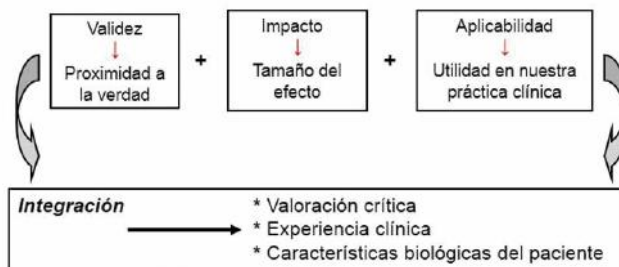 Validez
Proximidad a
la verdad
+
Impacto
Tamaño del
efecto
+
Aplicabilidad
Utilidad en nuestra
práctica clínica
Integración
* Valoración crítica
* Experiencia clínica
* Características biológicas del paciente